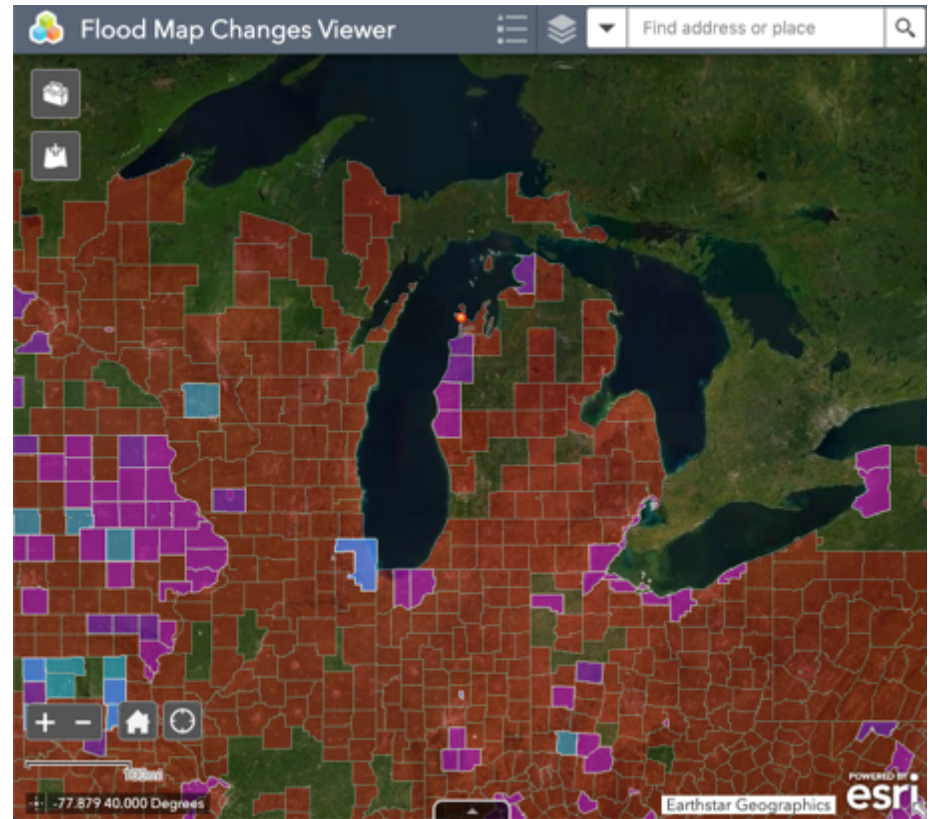 Flood Map Changes Viewer
Find address or place
+ −
100mi
-77.879 40.000 Degrees
Earthstar Geographics
POWERED BY
esri